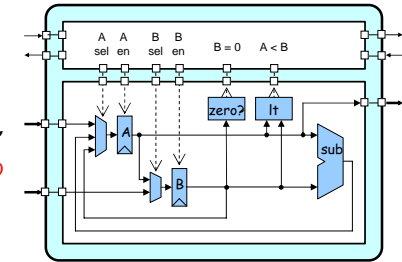 A A B B
sel en sel en B = 0 A < B
zero? lt
A
sub
B